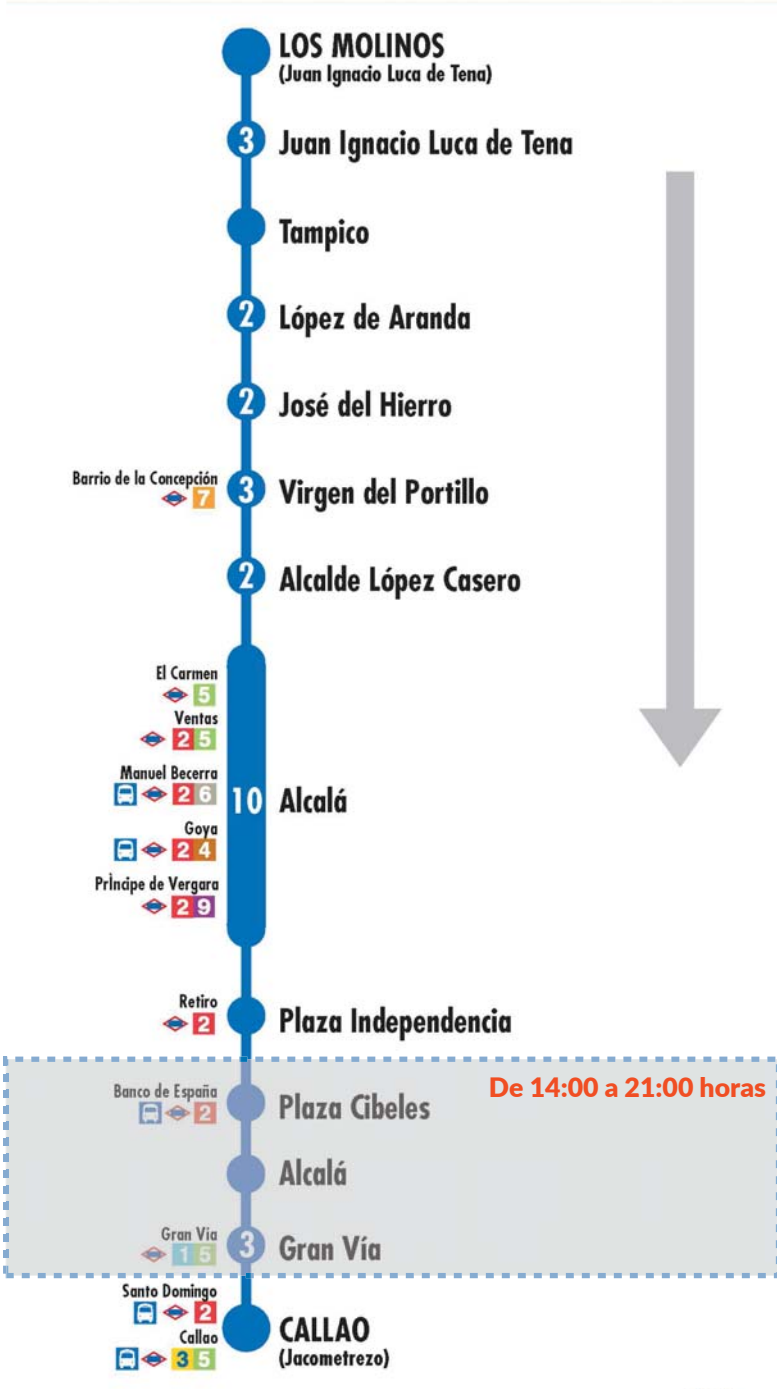 LOS MOLINOS
(Juan Ignacio Luca de Tena)
3 Juan Ignacio Luca de Tena
Tampico
2 López de Aranda
2 José del Hierro
Barrio de la Concepción
7
3 Virgen del Portillo
2 Alcalde López Casero
El Carmen
5
Ventas
2 5
Manuel Becerra
2 6
10 Alcalá
Goya
2 4
Prìncipe de Vergara
2 9
Retiro
2
Plaza Independencia
De 14:00 a 21:00 horas
Banco de España
2
Plaza Cibeles
Alcalá
Gran Via
1 5
3 Gran Vía
Santo Domingo
2
Callao
3 5
CALLAO
(Jacometrezo)